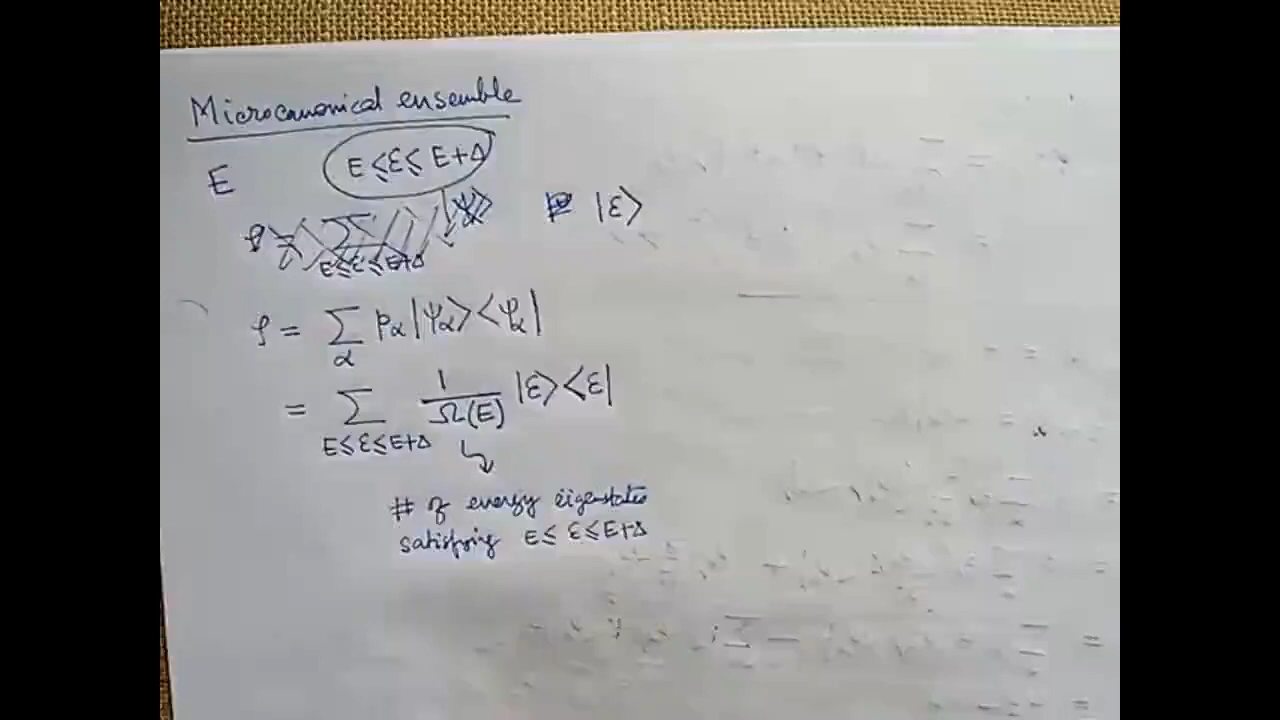 Microcanonical ensemble
E E ≤ ε ≤ E+Δ
E ≤ ε ≤ E+Δ |ε>
ρ = Σ_α p_α |ψ_α> <ψ_α|
= Σ_{E≤ε≤E+Δ} 1/Ω(E) |ε> <ε|
# of energy eigenstates
satisfying E ≤ ε ≤ E+Δ